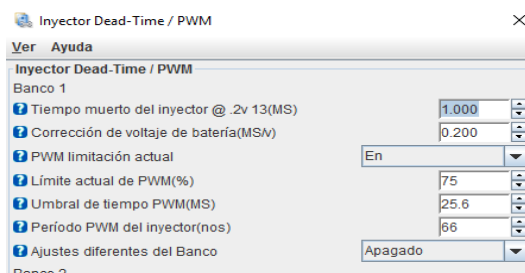 Inyector Dead-Time / PWM
Ver Ayuda
Inyector Dead-Time / PWM
Banco 1
Tiempo muerto del inyector @ .2v 13(MS) 1.000
Corrección de voltaje de batería(MS/v) 0.200
PWM limitación actual En
Límite actual de PWM(%) 75
Umbral de tiempo PWM(MS) 25.6
Período PWM del inyector(nos) 66
Ajustes diferentes del Banco Apagado
Banco 2